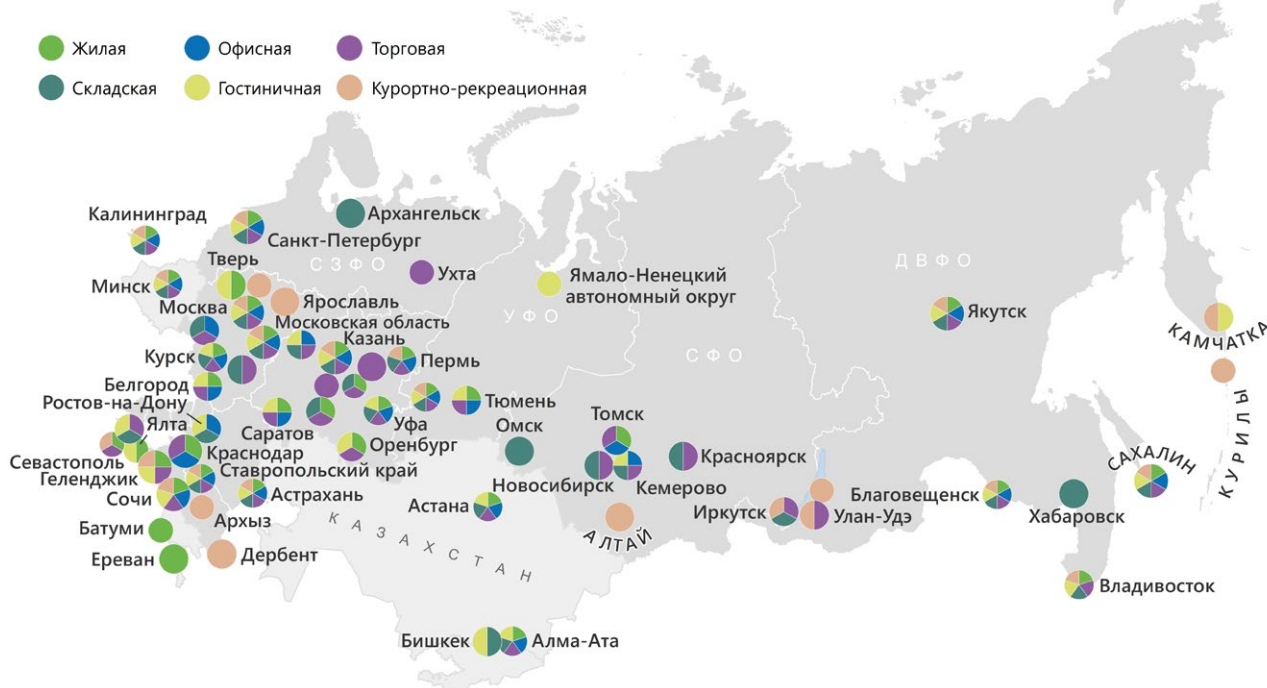 Жилая
Офисная
Торговая
Складская
Гостиничная
Курортно-рекреационная
Калининград
Санкт-Петербург
Архангельск
СЗФО
Ухта
Тверь
Минск
Ярославль
Москва
Московская область
Казань
Курск
Пермь
Белгород
Ростов-на-Дону
Ялта
Саратов
Уфа
Тюмень
Оренбург
Краснодар
Севастополь
Геленджик
Ставропольский край
Сочи
Астрахань
Батуми
Архыз
Ереван
Дербент
УФО
Ямало-Ненецкий
автономный округ
СФО
ДВФО
Якутск
КАМЧАТКА
КУРИЛЫ
САХАЛИН
Омск
Томск
Красноярск
Новосибирск
Кемерово
Астана
АЛТАЙ
Иркутск
Улан-Удэ
Благовещенск
Хабаровск
Владивосток
КАЗАХСТАН
Бишкек
Алма-Ата